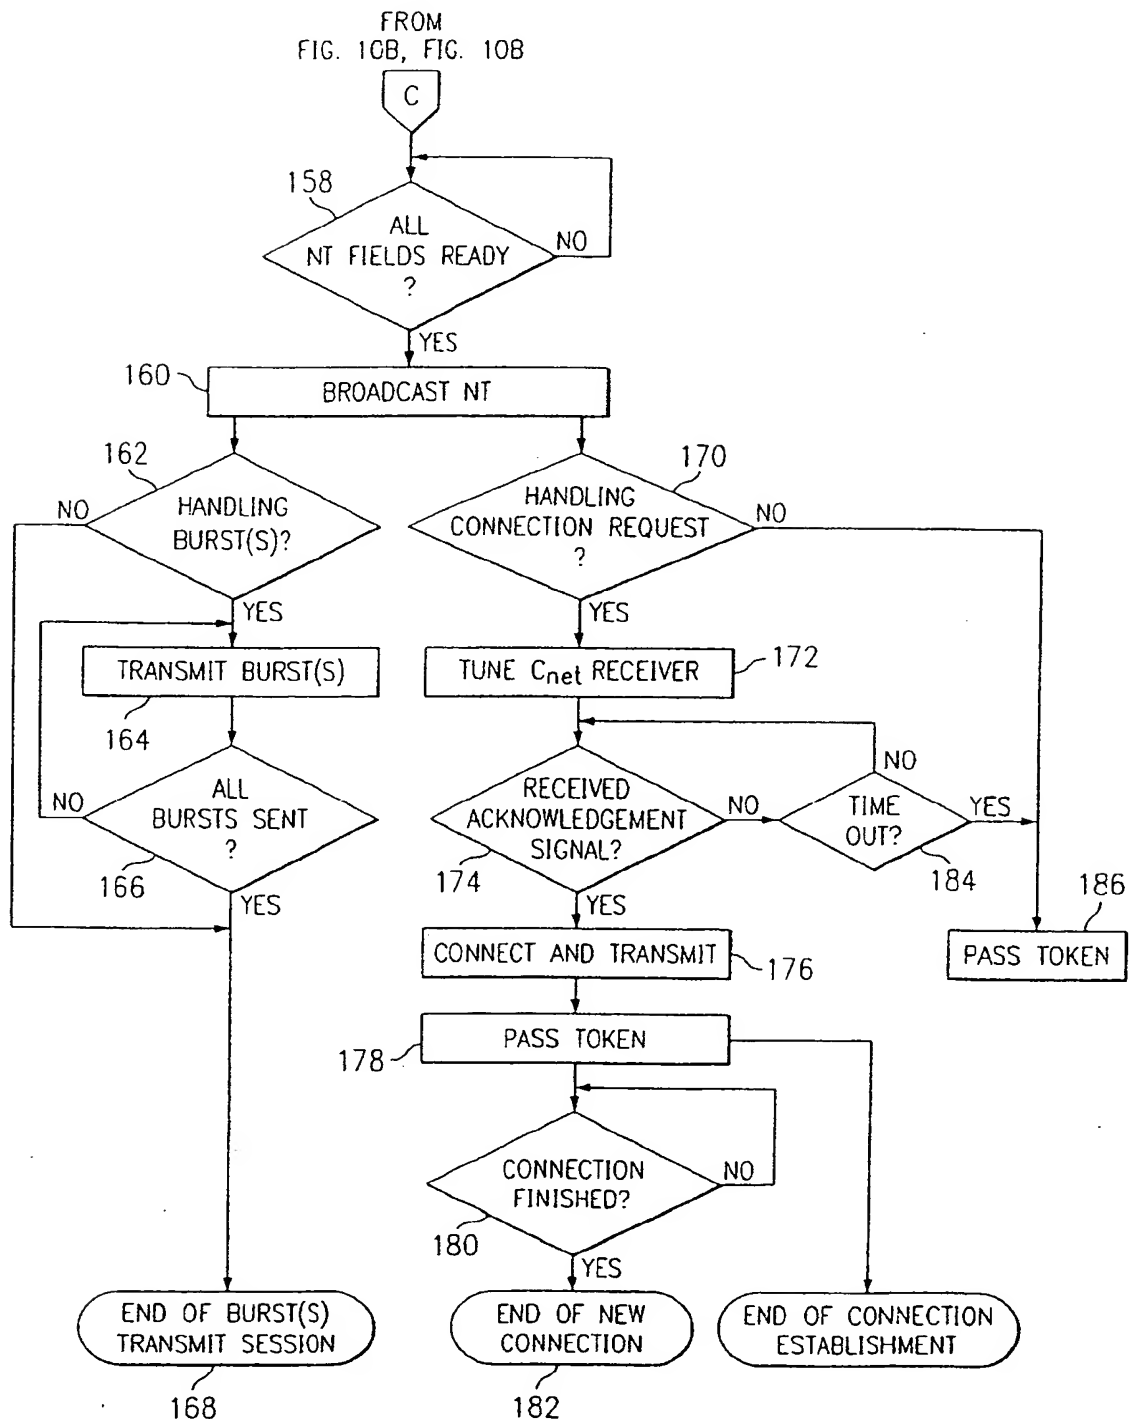 FROM
FIG. 10B, FIG. 10B
C
158
ALL
NT FIELDS READY
?
NO
YES
160
BROADCAST NT
162
HANDLING
BURST(S)?
NO
YES
170
HANDLING
CONNECTION REQUEST
?
NO
YES
TRANSMIT BURST(S)
164
TUNE Cnet RECEIVER
172
ALL
BURSTS SENT
?
NO
166
YES
RECEIVED
ACKNOWLEDGEMENT
SIGNAL?
NO
174
YES
TIME
OUT?
NO
YES
184
186
PASS TOKEN
CONNECT AND TRANSMIT
176
PASS TOKEN
178
CONNECTION
FINISHED?
NO
180
YES
END OF BURST(S)
TRANSMIT SESSION
168
END OF NEW
CONNECTION
182
END OF CONNECTION
ESTABLISHMENT